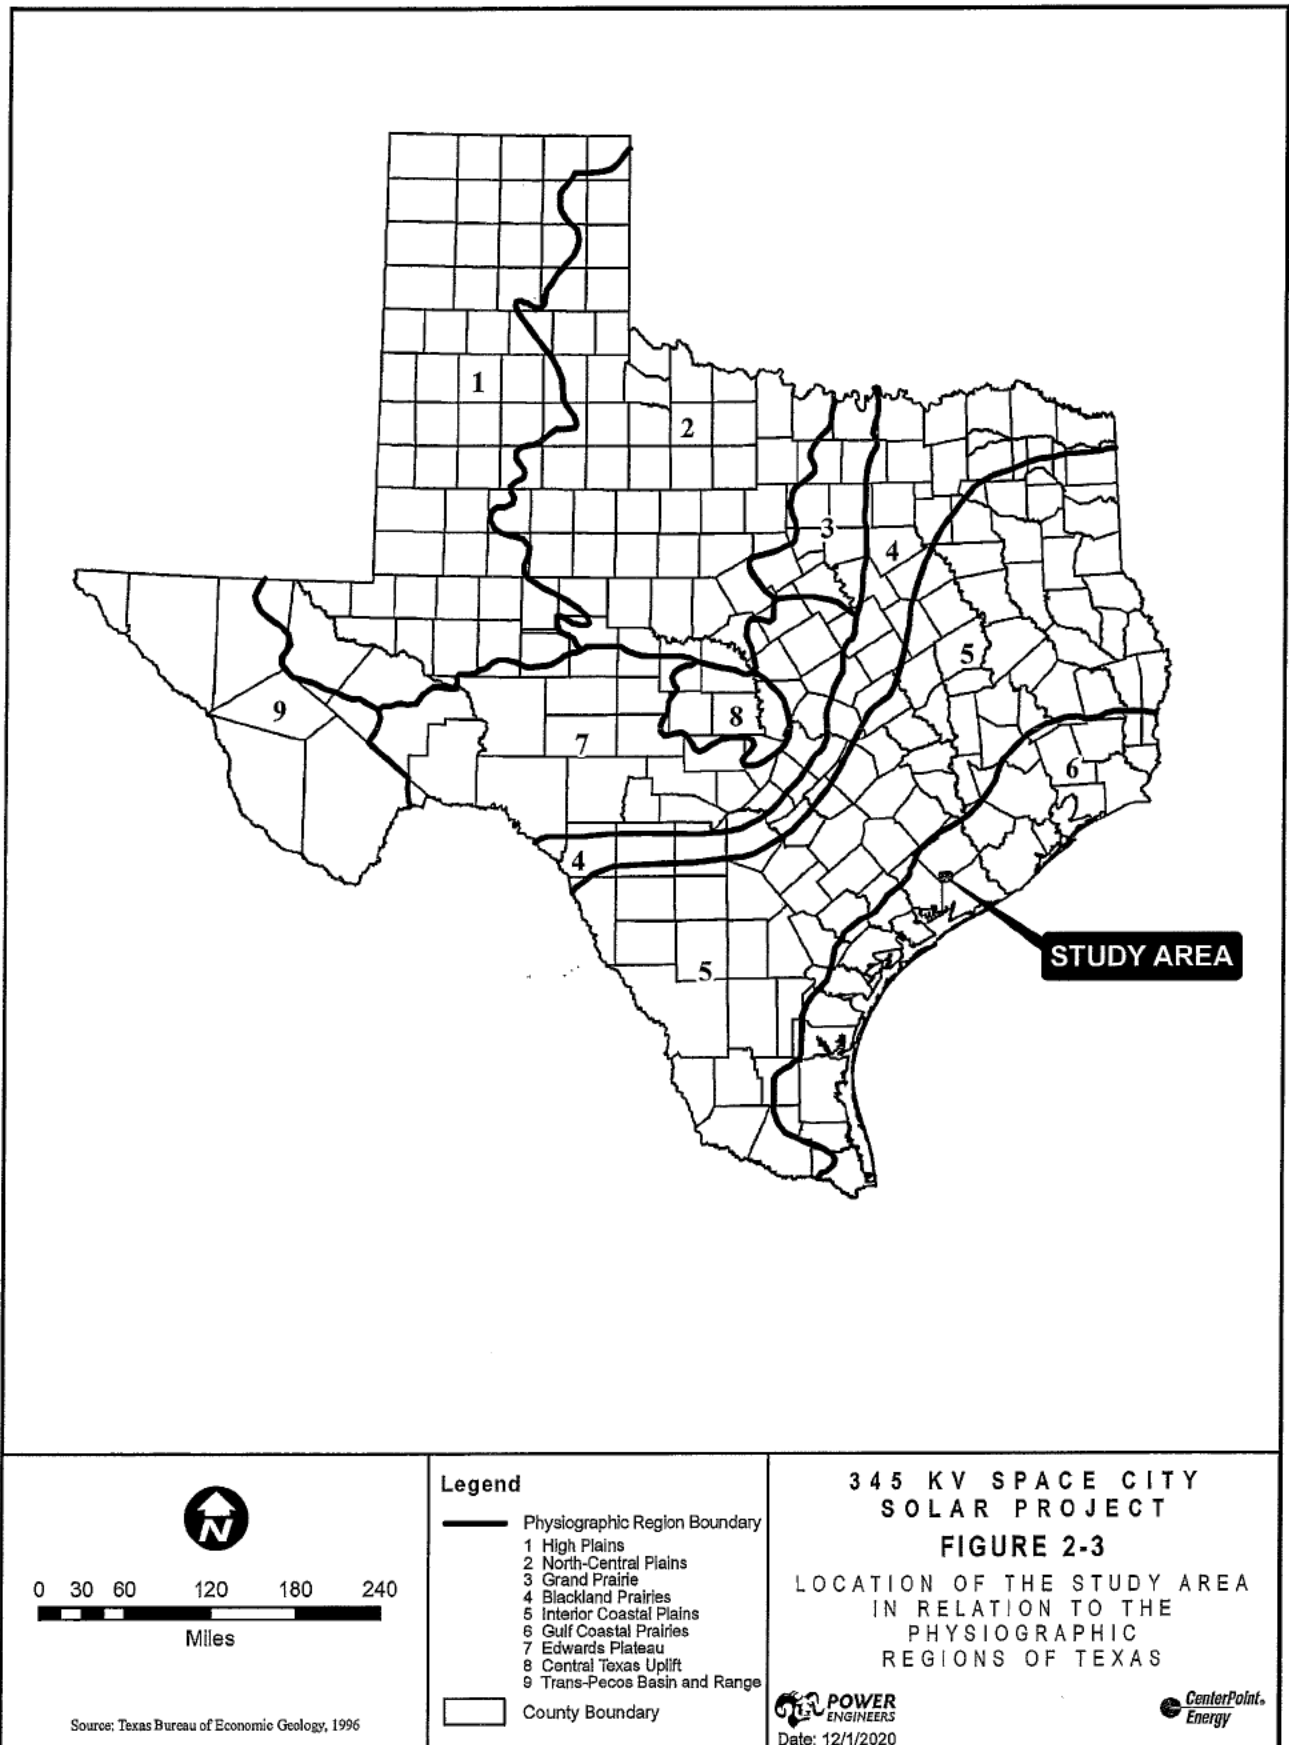 1
2
3
4
5
9
8
7
6
4
STUDY AREA
5
N
0 30 60 120 180 240
Miles
Source: Texas Bureau of Economic Geology, 1996
Legend
Physiographic Region Boundary
1 High Plains
2 North-Central Plains
3 Grand Prairie
4 Blackland Prairies
5 Interior Coastal Plains
6 Gulf Coastal Prairies
7 Edwards Plateau
8 Central Texas Uplift
9 Trans-Pecos Basin and Range
County Boundary
345 KV SPACE CITY
SOLAR PROJECT
FIGURE 2-3
LOCATION OF THE STUDY AREA
IN RELATION TO THE
PHYSIOGRAPHIC
REGIONS OF TEXAS
POWER
ENGINEERS
Date: 12/1/2020
CenterPoint.
Energy